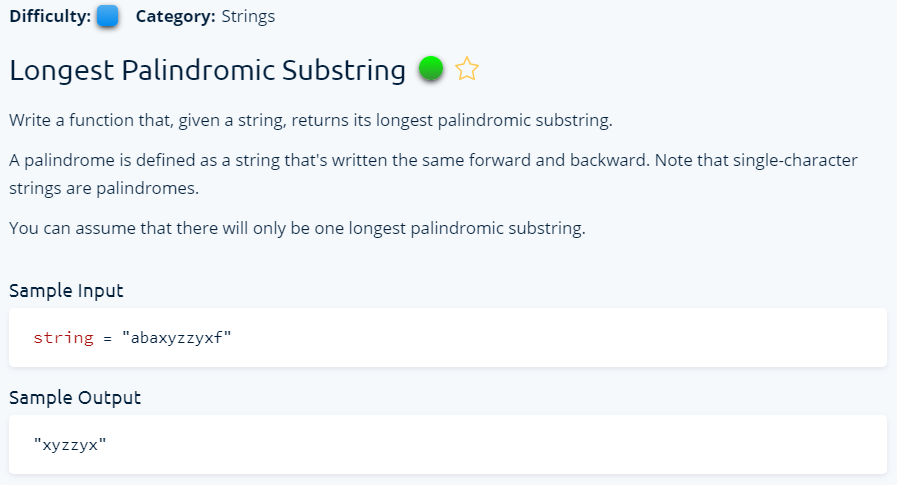 Difficulty: Category: Strings
Longest Palindromic Substring
Write a function that, given a string, returns its longest palindromic substring.
A palindrome is defined as a string that's written the same forward and backward. Note that single-character
strings are palindromes.
You can assume that there will only be one longest palindromic substring.
Sample Input
string = "abaxyzzyxf"
Sample Output
"xyzzyx"